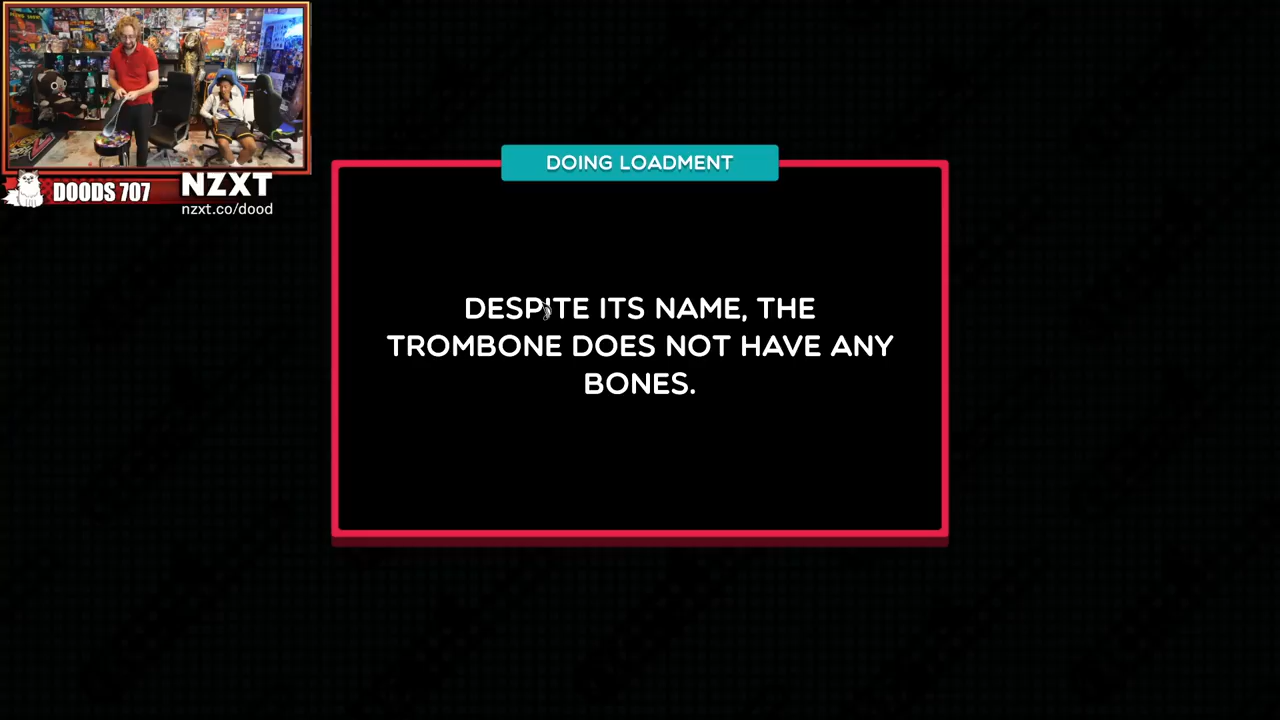 DOODS 707
NZXT
nzxt.co/dood
DOING LOADMENT
DESPITE ITS NAME, THE
TROMBONE DOES NOT HAVE ANY
BONES.